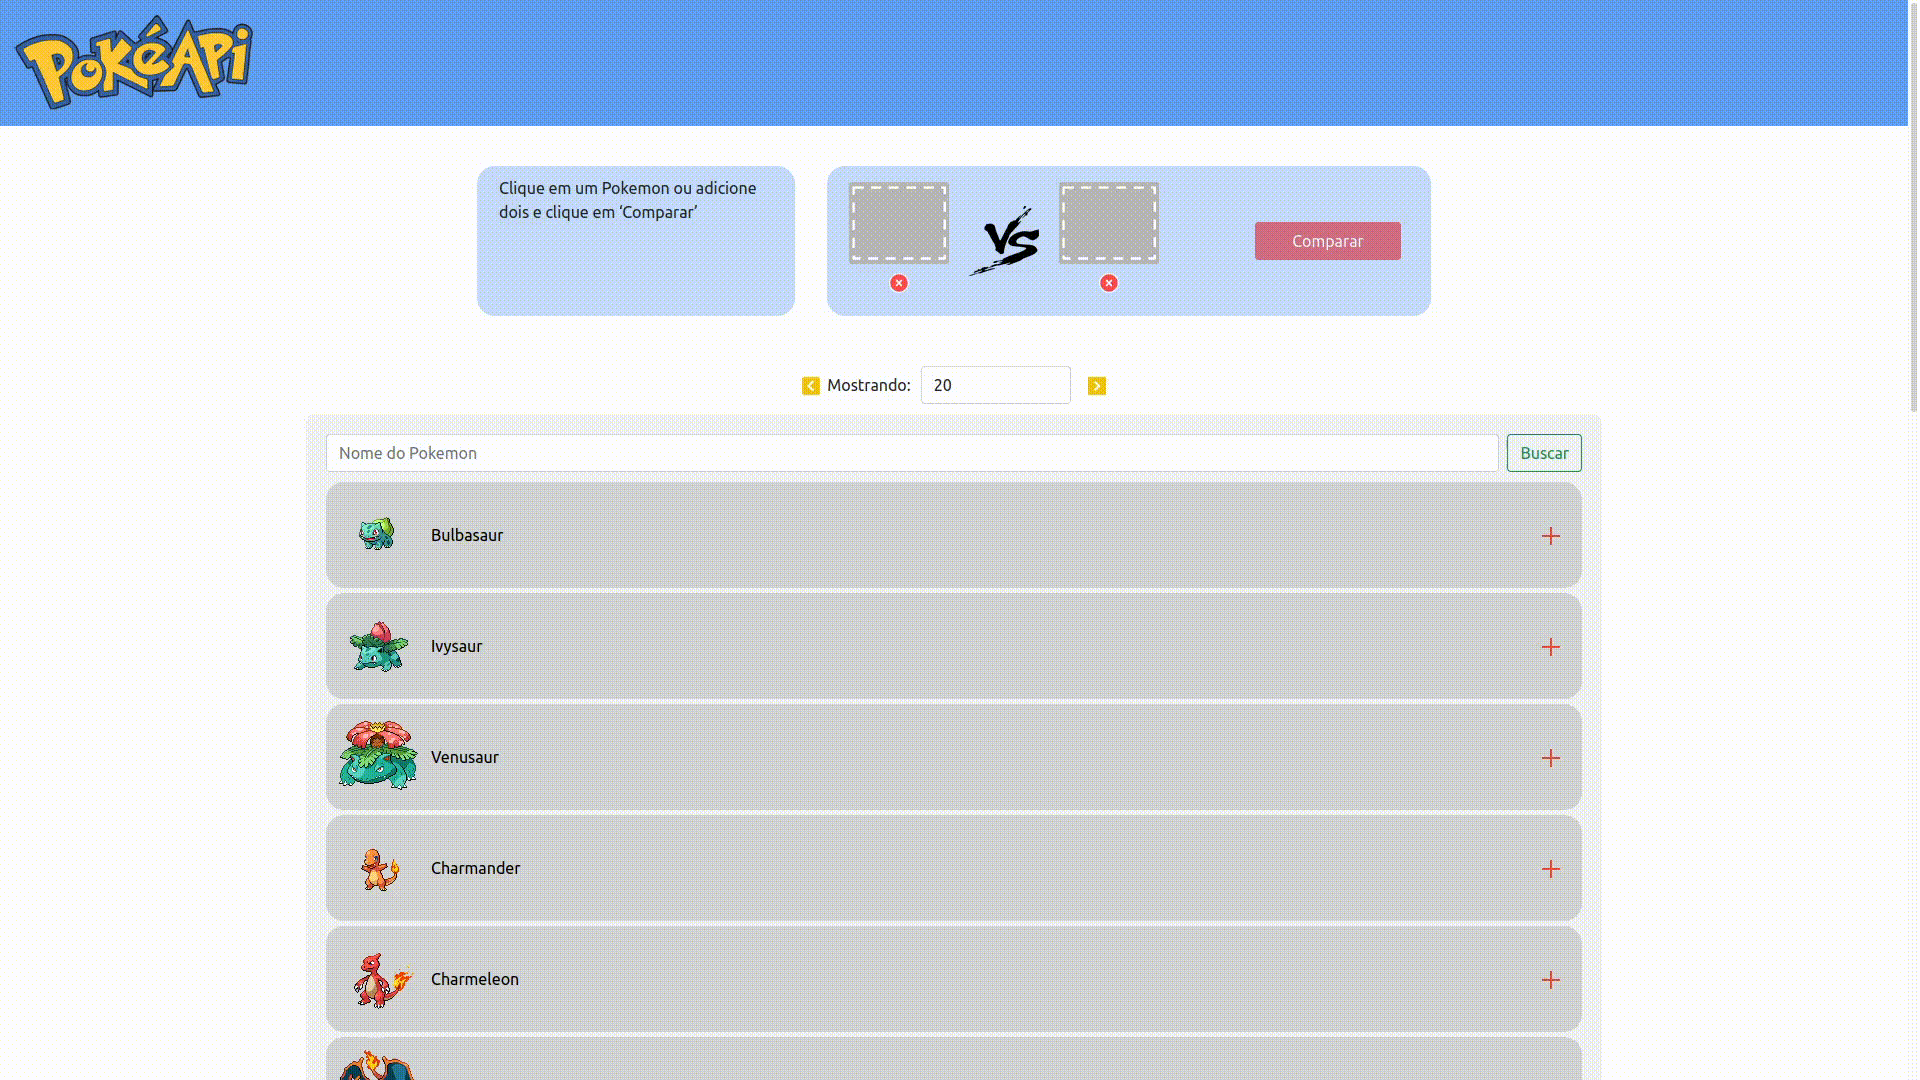 PokéApi
Clique em um Pokemon ou adicione
dois e clique em ‘Comparar’
VS
Comparar
Mostrando:
20
Nome do Pokemon
Buscar
Bulbasaur
Ivysaur
Venusaur
Charmander
Charmeleon